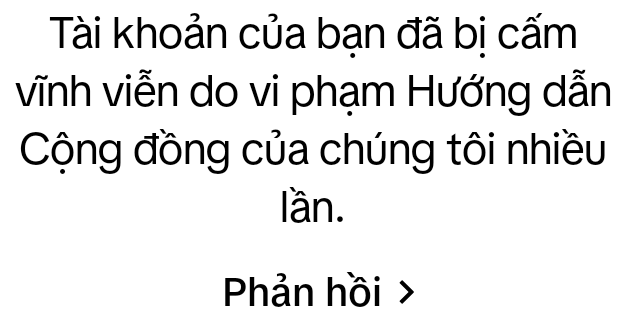 Tài khoản của bạn đã bị cấm
vĩnh viễn do vi phạm Hướng dẫn
Cộng đồng của chúng tôi nhiều
lần.
Phản hồi >